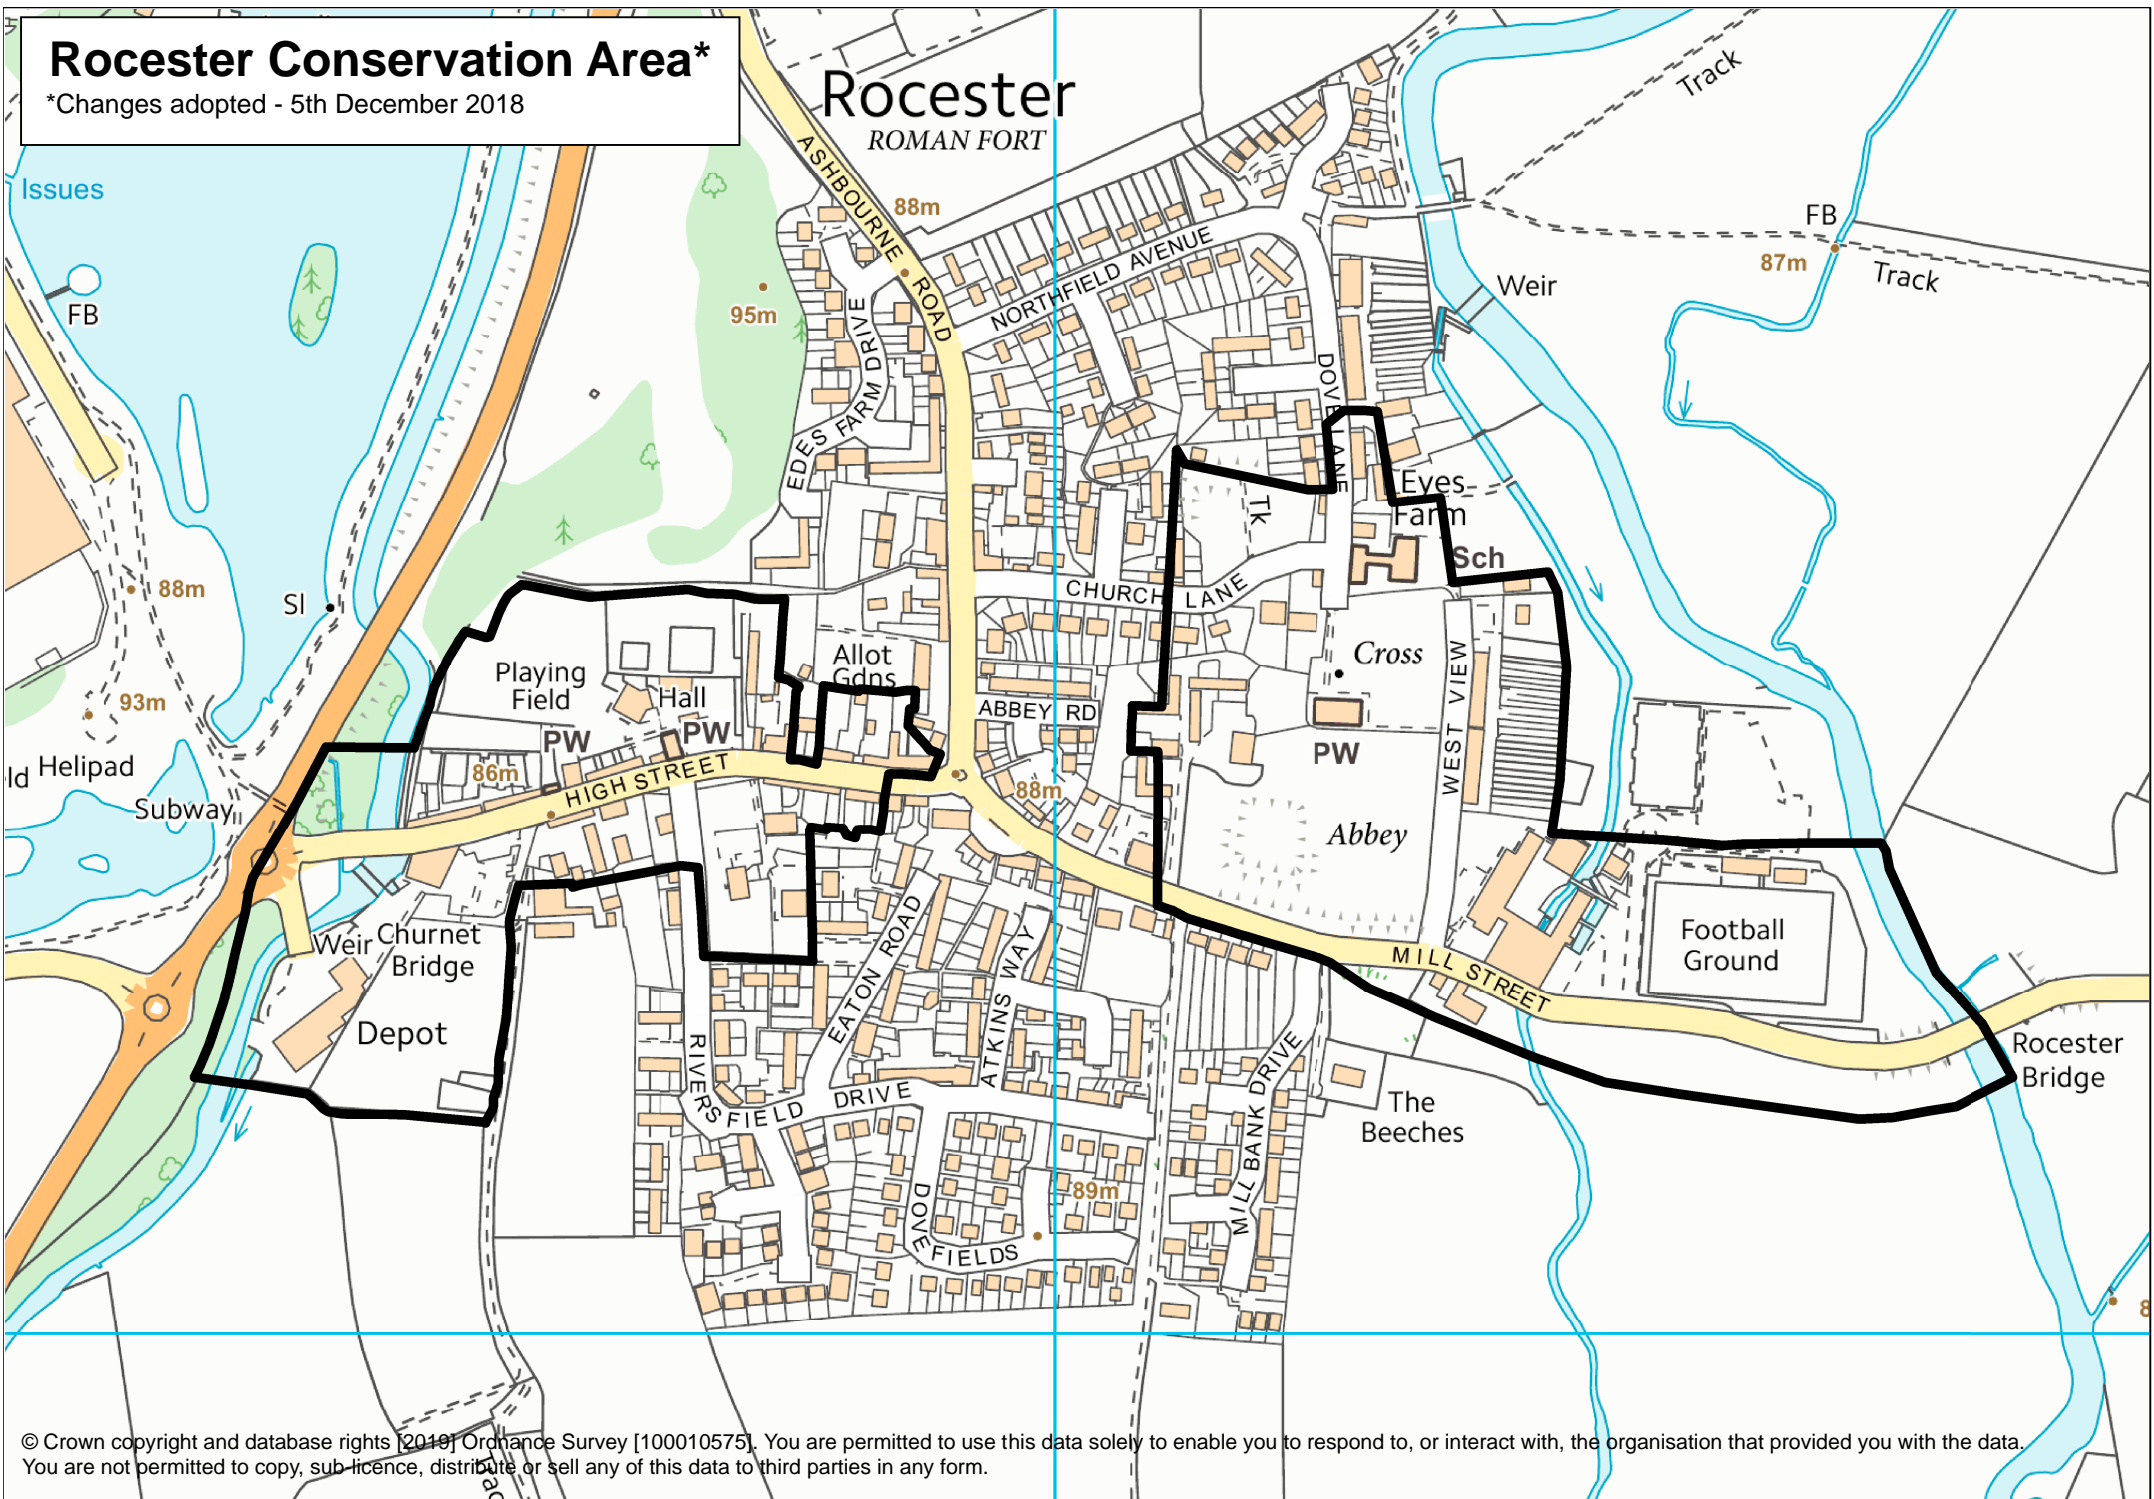 Rocester Conservation Area*
*Changes adopted - 5th December 2018
Rocester
ROMAN FORT
Track
Issues
ASHBOURNE ROAD
88m
FB
87m
Track
FB
95m
NORTHFIELD AVENUE
Weir
EDES FARM DRIVE
DOVE LANE
Eyes
Farm
Tk
Sch
88m
SI
CHURCH LANE
Playing
Field
Allot
Gdns
Cross
Hall
93m
ABBEY RD
WEST VIEW
PW
PW
PW
ld
Helipad
86m
HIGH STREET
88m
Subway
Abbey
Weir
Churnet
Bridge
Football
Ground
MILL STREET
EATON ROAD
ATKINS WAY
Depot
Rocester
Bridge
RIVERSFIELD DRIVE
MILL BANK DRIVE
The
Beeches
89m
DOVEFIELDS
8
© Crown copyright and database rights [2019] Ordnance Survey [100010575]. You are permitted to use this data solely to enable you to respond to, or interact with, the organisation that provided you with the data.
You are not permitted to copy, sub-licence, distribute or sell any of this data to third parties in any form.
Trac